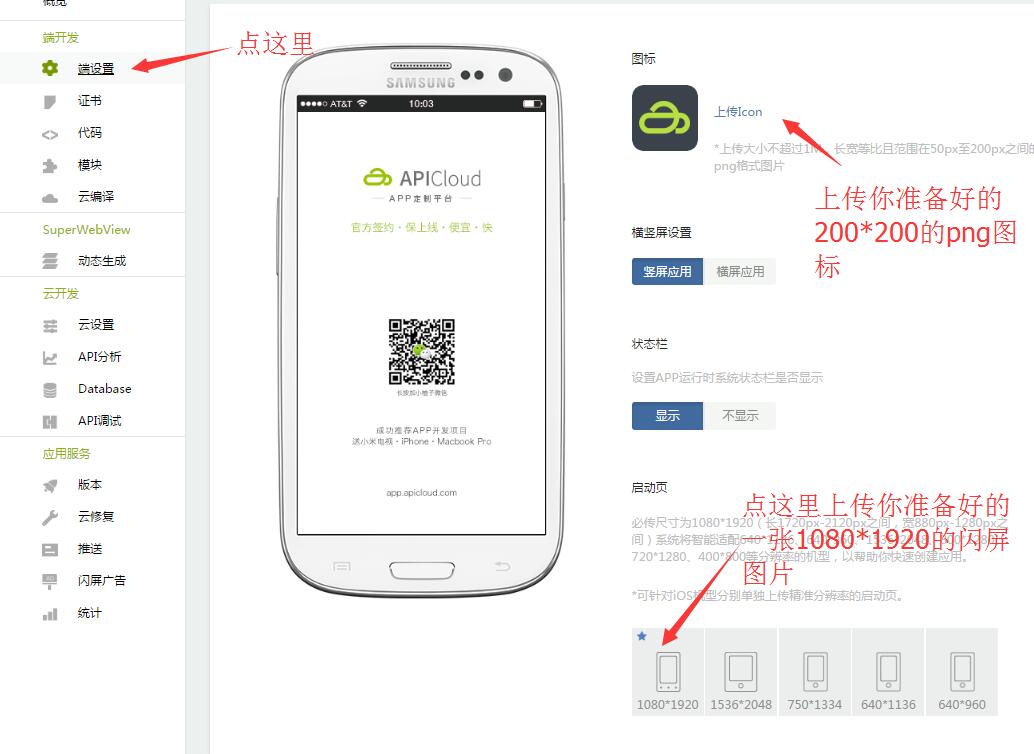 概览
端开发
端设置
证书
代码
模块
云编译
SuperWebView
动态生成
云开发
云设置
API分析
Database
API调试
应用服务
版本
云修复
推送
闪屏广告
统计
点这里
SAMSUNG
AT&T
10:03
APICloud
APP定制平台
官方签约·保上线·便宜·快
长按加小柚子微信
成功推荐APP开发项目
送小米电视·iPhone·Macbook Pro
app.apicloud.com
图标
上传Icon
*上传大小不超过1M、长宽等比且范围在50px至200px之间的
png格式图片
上传你准备好的
200*200的png图
标
横竖屏设置
竖屏应用
横屏应用
状态栏
设置APP运行时系统状态栏是否显示
显示
不显示
启动页
点这里上传你准备好的
一张1080*1920的闪屏
图片
必传尺寸为1080*1920（长1720px-2120px之间，宽880px-1280px之
间）系统将智能适配640*
720*1280、400*800等分辨率的机型，以帮助你快速创建应用。
*可针对iOS机型分别单独上传精准分辨率的启动页。
1080*1920
1536*2048
750*1334
640*1136
640*960